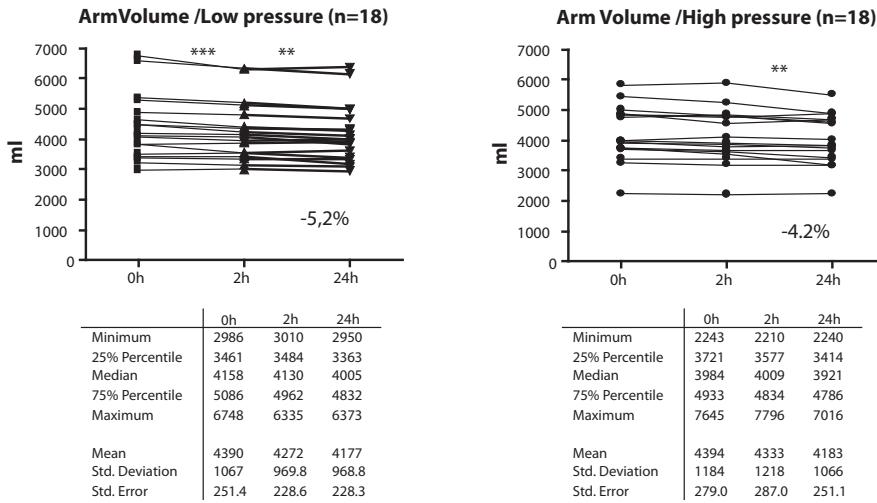 ArmVolume /Low pressure (n=18)
7000
6000
5000
4000
3000
2000
1000
0
ml
*** **
-5,2%
0h 2h 24h
0h 2h 24h
Minimum 2986 3010 2950
25% Percentile 3461 3484 3363
Median 4158 4130 4005
75% Percentile 5086 4962 4832
Maximum 6748 6335 6373
Mean 4390 4272 4177
Std. Deviation 1067 969.8 968.8
Std. Error 251.4 228.6 228.3
Arm Volume /High pressure (n=18)
7000
6000
5000
4000
3000
2000
1000
0
ml
**
-4.2%
0h 2h 24h
0h 2h 24h
Minimum 2243 2210 2240
25% Percentile 3721 3577 3414
Median 3984 4009 3921
75% Percentile 4933 4834 4786
Maximum 7645 7796 7016
Mean 4394 4333 4183
Std. Deviation 1184 1218 1066
Std. Error 279.0 287.0 251.1